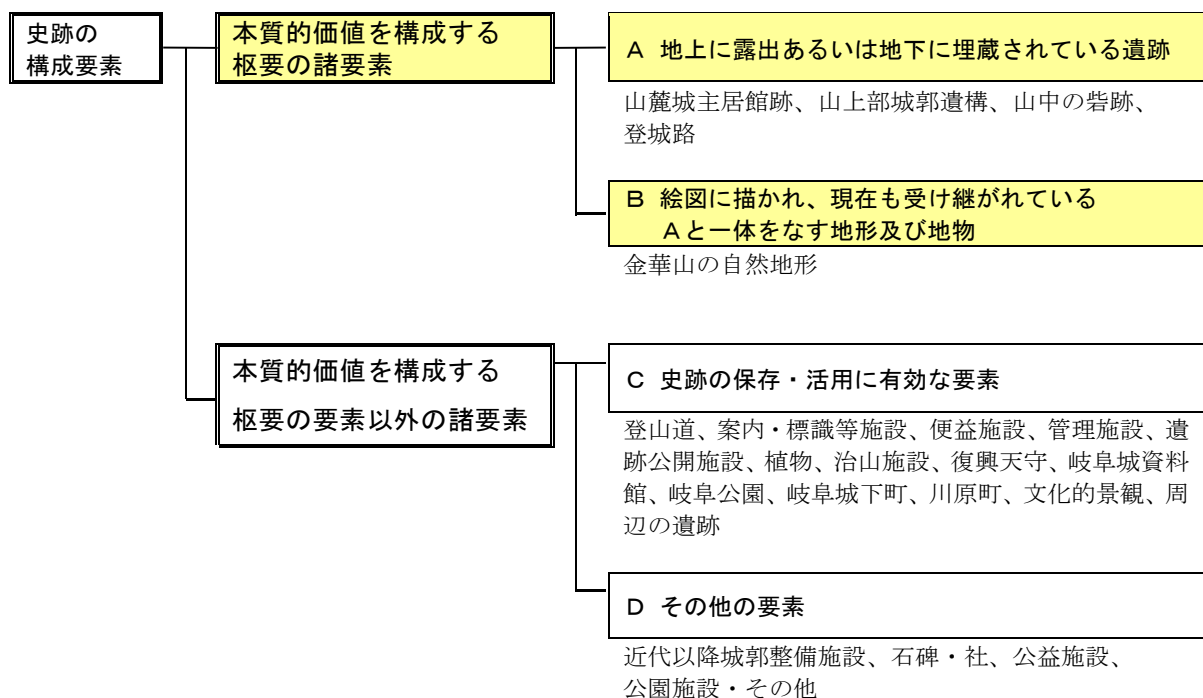 史跡の
構成要素
本質的価値を構成する
枢要の諸要素
A 地上に露出あるいは地下に埋蔵されている遺跡
山麓城主居館跡、山上部城郭遺構、山中の砦跡、
登城路
B 絵図に描かれ、現在も受け継がれている
Aと一体をなす地形及び地物
金華山の自然地形
本質的価値を構成する
枢要の要素以外の諸要素
C 史跡の保存・活用に有効な要素
登山道、案内・標識等施設、便益施設、管理施設、遺
跡公開施設、植物、治山施設、復興天守、岐阜城資料
館、岐阜公園、岐阜城下町、川原町、文化的景観、周
辺の遺跡
D その他の要素
近代以降城郭整備施設、石碑・社、公益施設、
公園施設・その他